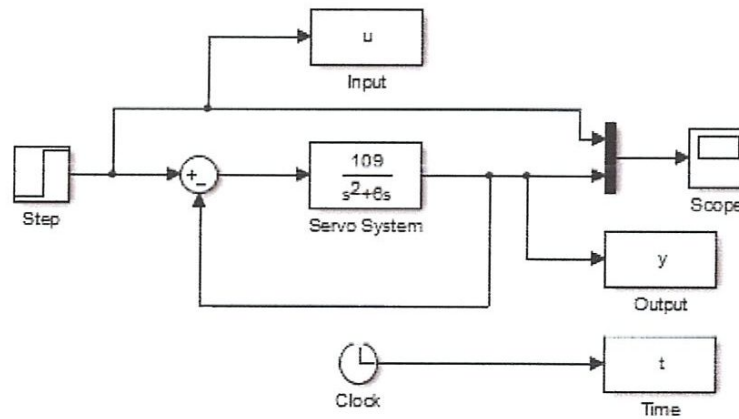 u
Input
Step
+
−
109
s²+6s
Servo System
Scope
y
Output
Clock
t
Time